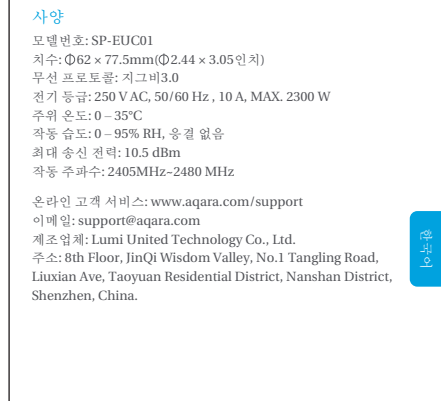 사양
모델번호: SP-EUC01
치수: Ф62 × 77.5mm(Ф2.44 × 3.05인치)
무선 프로토콜: 지그비3.0
전기 등급: 250 V AC, 50/60 Hz , 10 A, MAX. 2300 W
주위 온도: 0 – 35°C
작동 습도: 0 – 95% RH, 응결 없음
최대 송신 전력: 10.5 dBm
작동 주파수: 2405MHz~2480 MHz
온라인 고객 서비스: www.aqara.com/support
이메일: support@aqara.com
제조업체: Lumi United Technology Co., Ltd.
주소: 8th Floor, JinQi Wisdom Valley, No.1 Tangling Road,
Liuxian Ave, Taoyuan Residential District, Nanshan District,
Shenzhen, China.
한국어